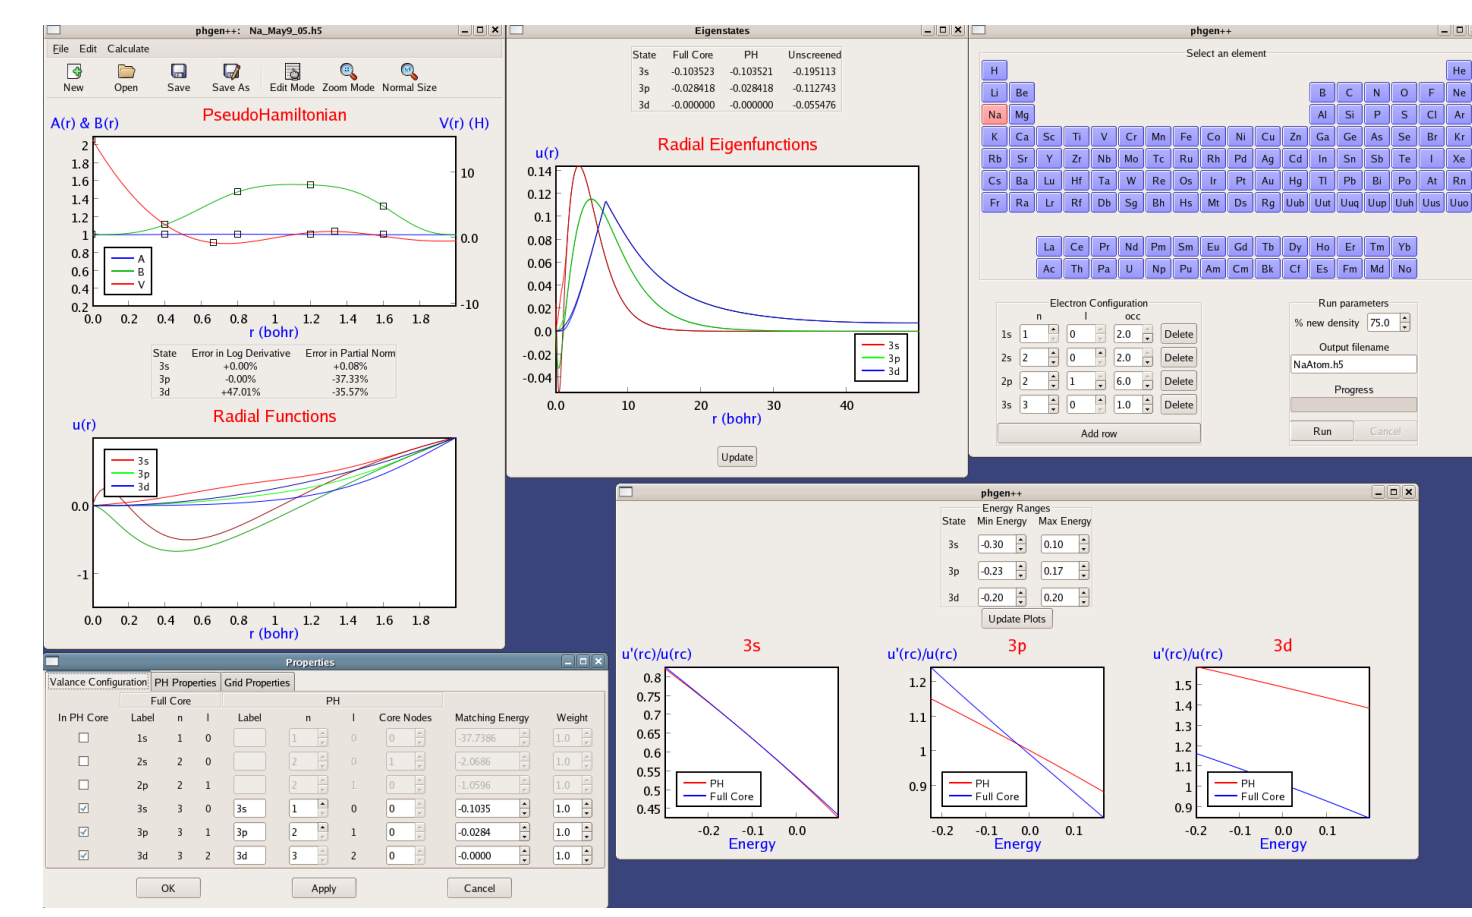 phgen++: Na_May9_05.h5
File Edit Calculate
New Open Save Save As Edit Mode Zoom Mode Normal Size
PseudoHamiltonian
A(r) & B(r) V(r) (H)
2
1.8
1.6
1.4
1.2
1
0.8
0.6
0.4
0.2
10
0.0
-10
A
B
V
0.0 0.2 0.4 0.6 0.8 1 1.2 1.4 1.6 1.8
r (bohr)
State Error in Log Derivative Error in Partial Norm
3s +0.00% +0.08%
3p -0.00% -37.33%
3d +47.01% -35.57%
Radial Functions
u(r)
3s
3p
3d
0.0
-1
0.0 0.2 0.4 0.6 0.8 1 1.2 1.4 1.6 1.8
r (bohr)
Eigenstates
State Full Core PH Unscreened
3s -0.103523 -0.103521 -0.195113
3p -0.028418 -0.028418 -0.112743
3d -0.000000 -0.000000 -0.055476
Radial Eigenfunctions
u(r)
0.14
0.12
0.1
0.08
0.06
0.04
0.02
0.0
-0.02
-0.04
3s
3p
3d
0.0 10 20 30 40
r (bohr)
Update
phgen++
Select an element
H He
Li Be B C N O F Ne
Na Mg Al Si P S Cl Ar
K Ca Sc Ti V Cr Mn Fe Co Ni Cu Zn Ga Ge As Se Br Kr
Rb Sr Y Zr Nb Mo Tc Ru Rh Pd Ag Cd In Sn Sb Te I Xe
Cs Ba Lu Hf Ta W Re Os Ir Pt Au Hg Tl Pb Bi Po At Rn
Fr Ra Lr Rf Db Sg Bh Hs Mt Ds Rg Uub Uut Uuq Uup Uuh Uus Uuo
La Ce Pr Nd Pm Sm Eu Gd Tb Dy Ho Er Tm Yb
Ac Th Pa U Np Pu Am Cm Bk Cf Es Fm Md No
Electron Configuration
n l occ
1s 1 0 2.0 Delete
2s 2 0 2.0 Delete
2p 2 1 6.0 Delete
3s 3 0 1.0 Delete
Add row
Run parameters
% new density 75.0
Output filename
NaAtom.h5
Progress
Run Cancel
phgen++
Energy Ranges
State Min Energy Max Energy
3s -0.30 0.10
3p -0.23 0.17
3d -0.20 0.20
Update Plots
3s
u'(rc)/u(rc)
0.8
0.75
0.7
0.65
0.6
0.55
0.5
0.45
PH
Full Core
-0.2 -0.1 0.0
Energy
3p
u'(rc)/u(rc)
1.2
1.1
1
0.9
PH
Full Core
-0.2 -0.1 0.0 0.1
Energy
3d
u'(rc)/u(rc)
1.5
1.4
1.3
1.2
1.1
1
0.9
PH
Full Core
-0.2 -0.1 0.0 0.1
Energy
Properties
Valance Configuration PH Properties Grid Properties
Full Core PH
In PH Core Label n l Label n l Core Nodes Matching Energy Weight
1s 1 0 1 0 0 -37.7386 1.0
2s 2 0 2 0 1 -2.0686 1.0
2p 2 1 2 1 0 -1.0596 1.0
3s 3 0 3s 1 0 0 -0.1035 1.0
3p 3 1 3p 2 1 0 -0.0284 1.0
3d 3 2 3d 3 2 0 -0.0000 1.0
OK Apply Cancel